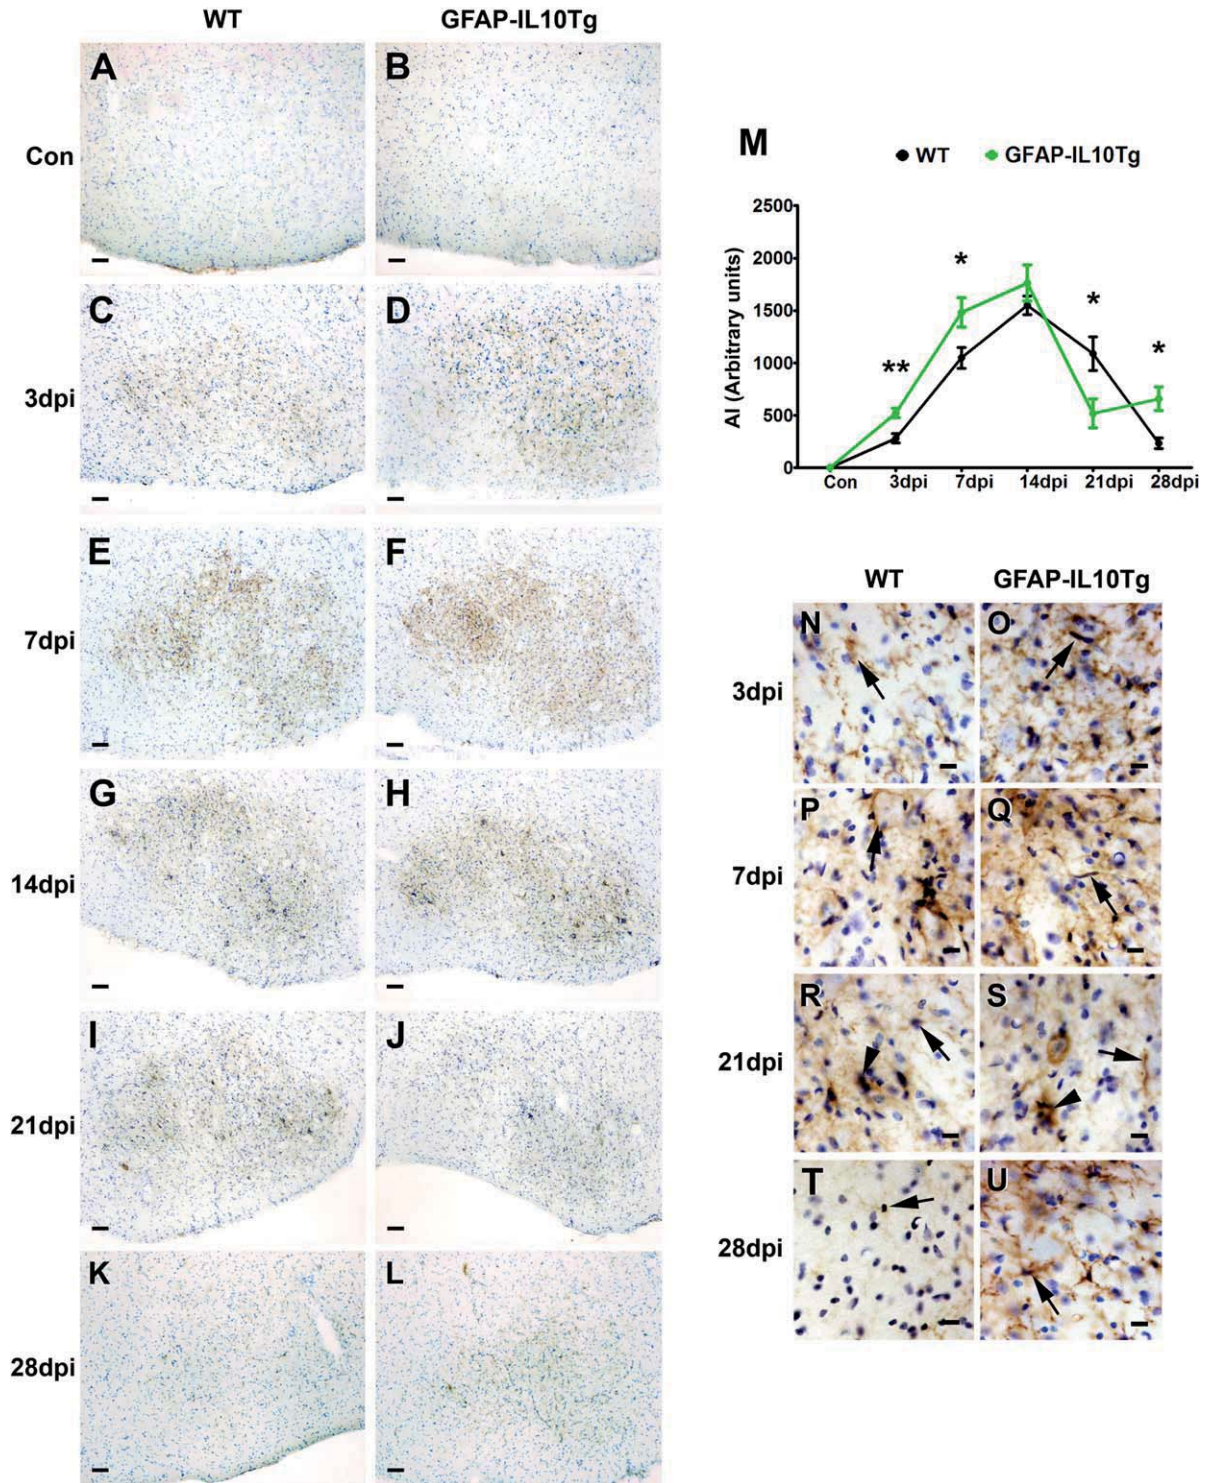 WT GFAP-IL10Tg
A B
Con
C D
3dpi
E F
7dpi
G H
14dpi
I J
21dpi
K L
28dpi
M
WT GFAP-IL10Tg
2500
2000
1500
1000
500
0
AI (Arbitrary units)
**
*
*
*
Con 3dpi 7dpi 14dpi 21dpi 28dpi
WT GFAP-IL10Tg
N O
3dpi
P Q
7dpi
R S
21dpi
T U
28dpi